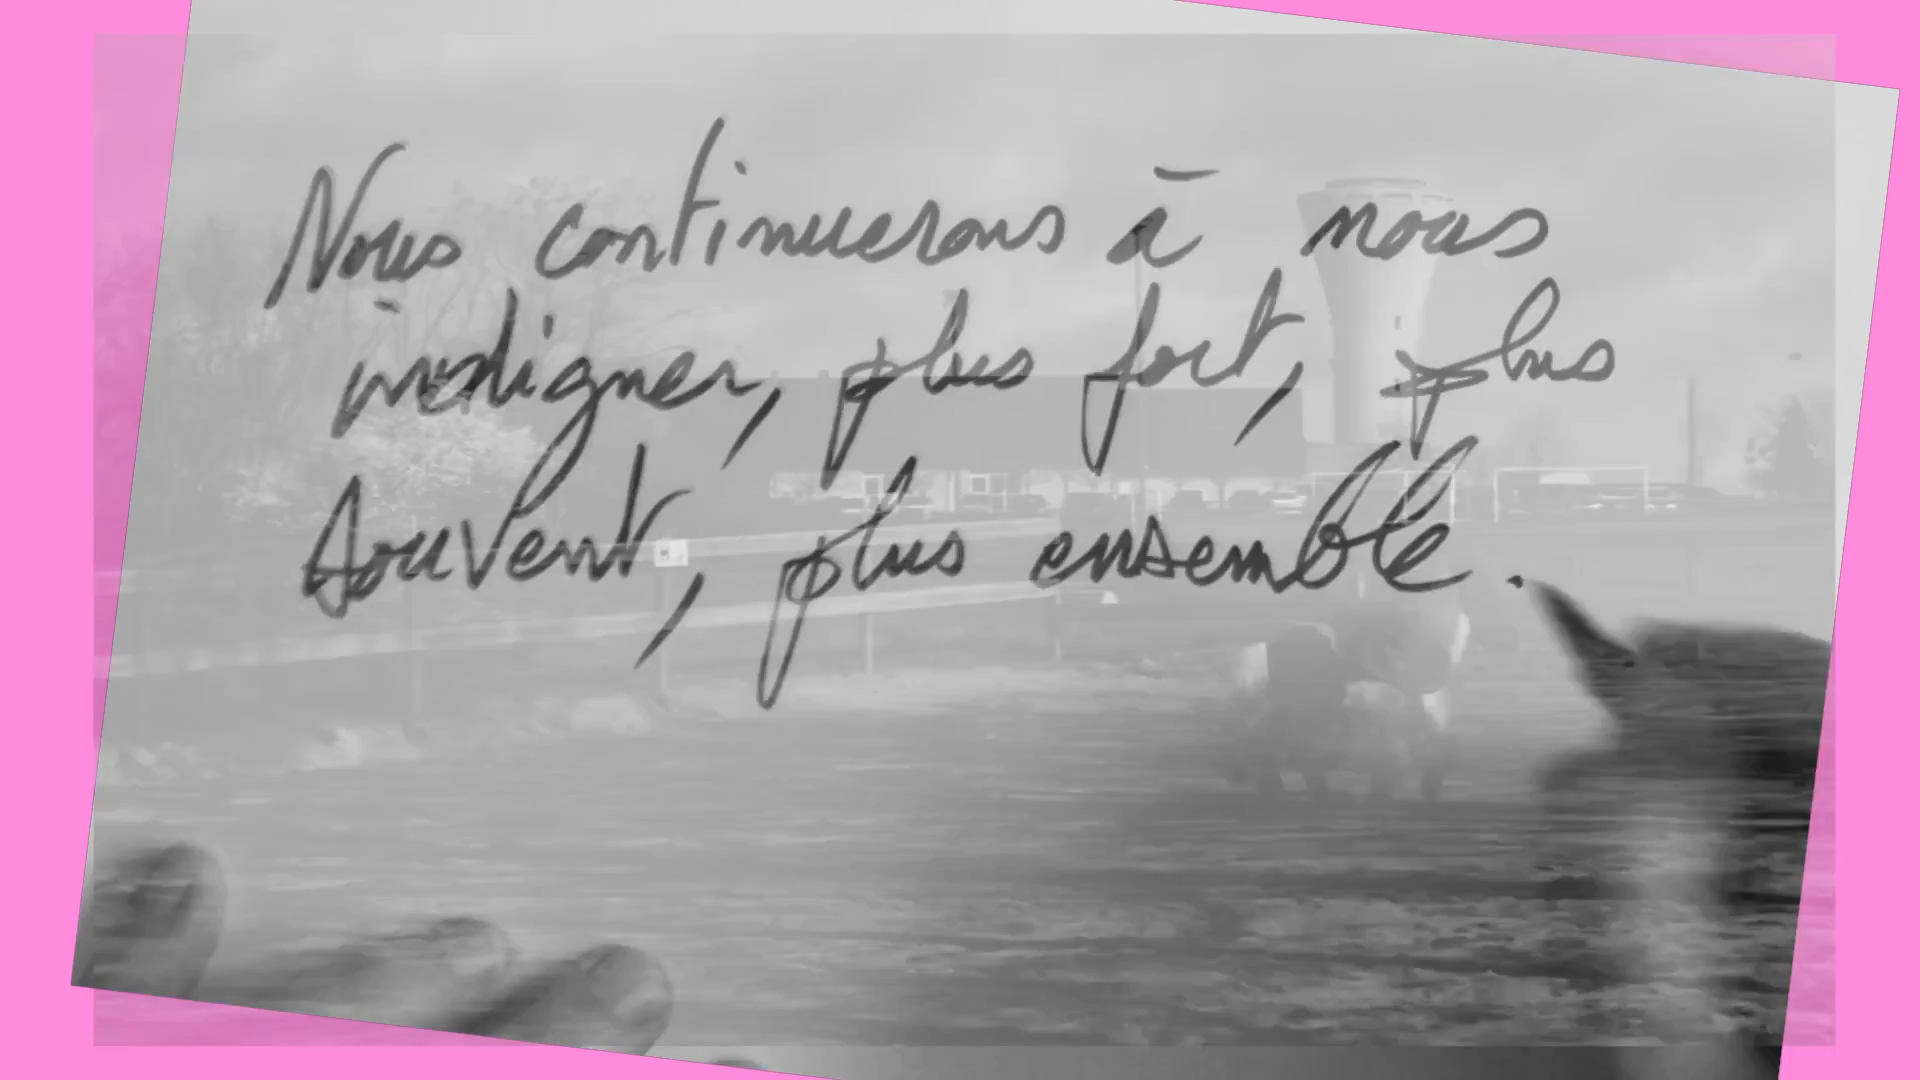 Nous continuerons à nous
indigner, plus fort, plus
souvent, plus ensemble.